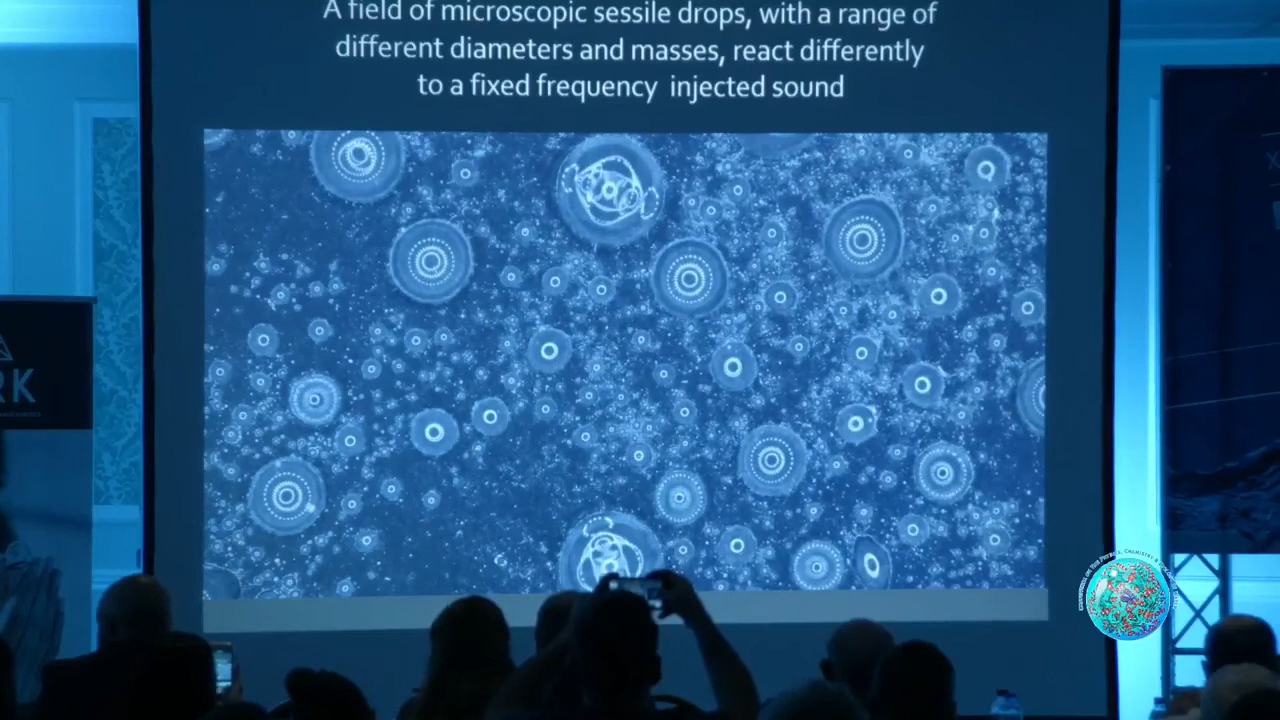 A field of microscopic sessile drops, with a range of
different diameters and masses, react differently
to a fixed frequency injected sound
RK